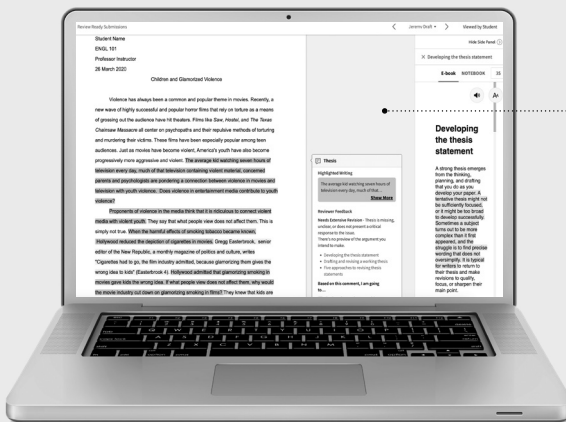 Review Ready Submissions
Jeremi Draft
Viewed by Student
Hide Side Panel
Student Name
ENGL 101
Professor Instructor
26 March 2020
Children and Glamorized Violence
Violence has always been a common and popular theme in movies. Recently, a
new wave of highly successful and popular horror films that rely on torture as a means
of grossing out the audience have hit theaters. Films like Saw, Hostel, and The Texas
Chainsaw Massacre all center on psychopaths and their repulsive methods of torturing
and murdering their victims. These films have been especially popular among teen
audiences. Just as movies have become violent, America's youth have also become
progressively more aggressive and violent. The average kid watching seven hours of
television every day, much of that television containing violent material, concerned
parents and psychologists are pondering a connection between violence in movies and
television with youth violence. Does violence in entertainment media contribute to youth
violence?
Proponents of violence in the media think that it is ridiculous to connect violent
media with violent youth. They say that what people view does not affect them. This is
simply not true. When the harmful effects of smoking tobacco became known,
Hollywood reduced the depiction of cigarettes in movies. Gregg Easterbrook, senior
editor of the New Republic, a monthly magazine of politics and culture, writes
"Cigarettes had to go, the film industry admitted, because glamorizing them gives the
wrong idea to kids" (Easterbrook 4). Hollywood admitted that glamorizing smoking in
movies gave kids the wrong idea. If what people view does not affect them, why would
the movie industry cut down on glamorizing smoking in films? They knew that kids are
Thesis
Highlighted Writing
The average kid watching seven hours of
television every day, much of that ...
Show More
Reviewer Feedback
Needs Extensive Revision - Thesis is missing,
unclear, or does not present a critical
response to the issue.
There's no preview of the argument you
intend to make.
• Developing the thesis statement
• Drafting and revising a working thesis
• Five approaches to revising thesis
statements
Based on this comment, I am going
to...
× Developing the thesis statement
E-book NOTEBOOK
Developing
the thesis
statement
A strong thesis emerges
from the thinking,
planning, and drafting
that you do as you
develop your paper. A
tentative thesis might not
be sufficiently focused,
or it might be too broad
to develop successfully.
Sometimes a subject
turns out to be more
complex than it first
appeared, and the
struggle is to find precise
wording that does not
oversimplify. It is typical
for writers to return to
their thesis and make
revisions to qualify,
focus, or sharpen their
main point.